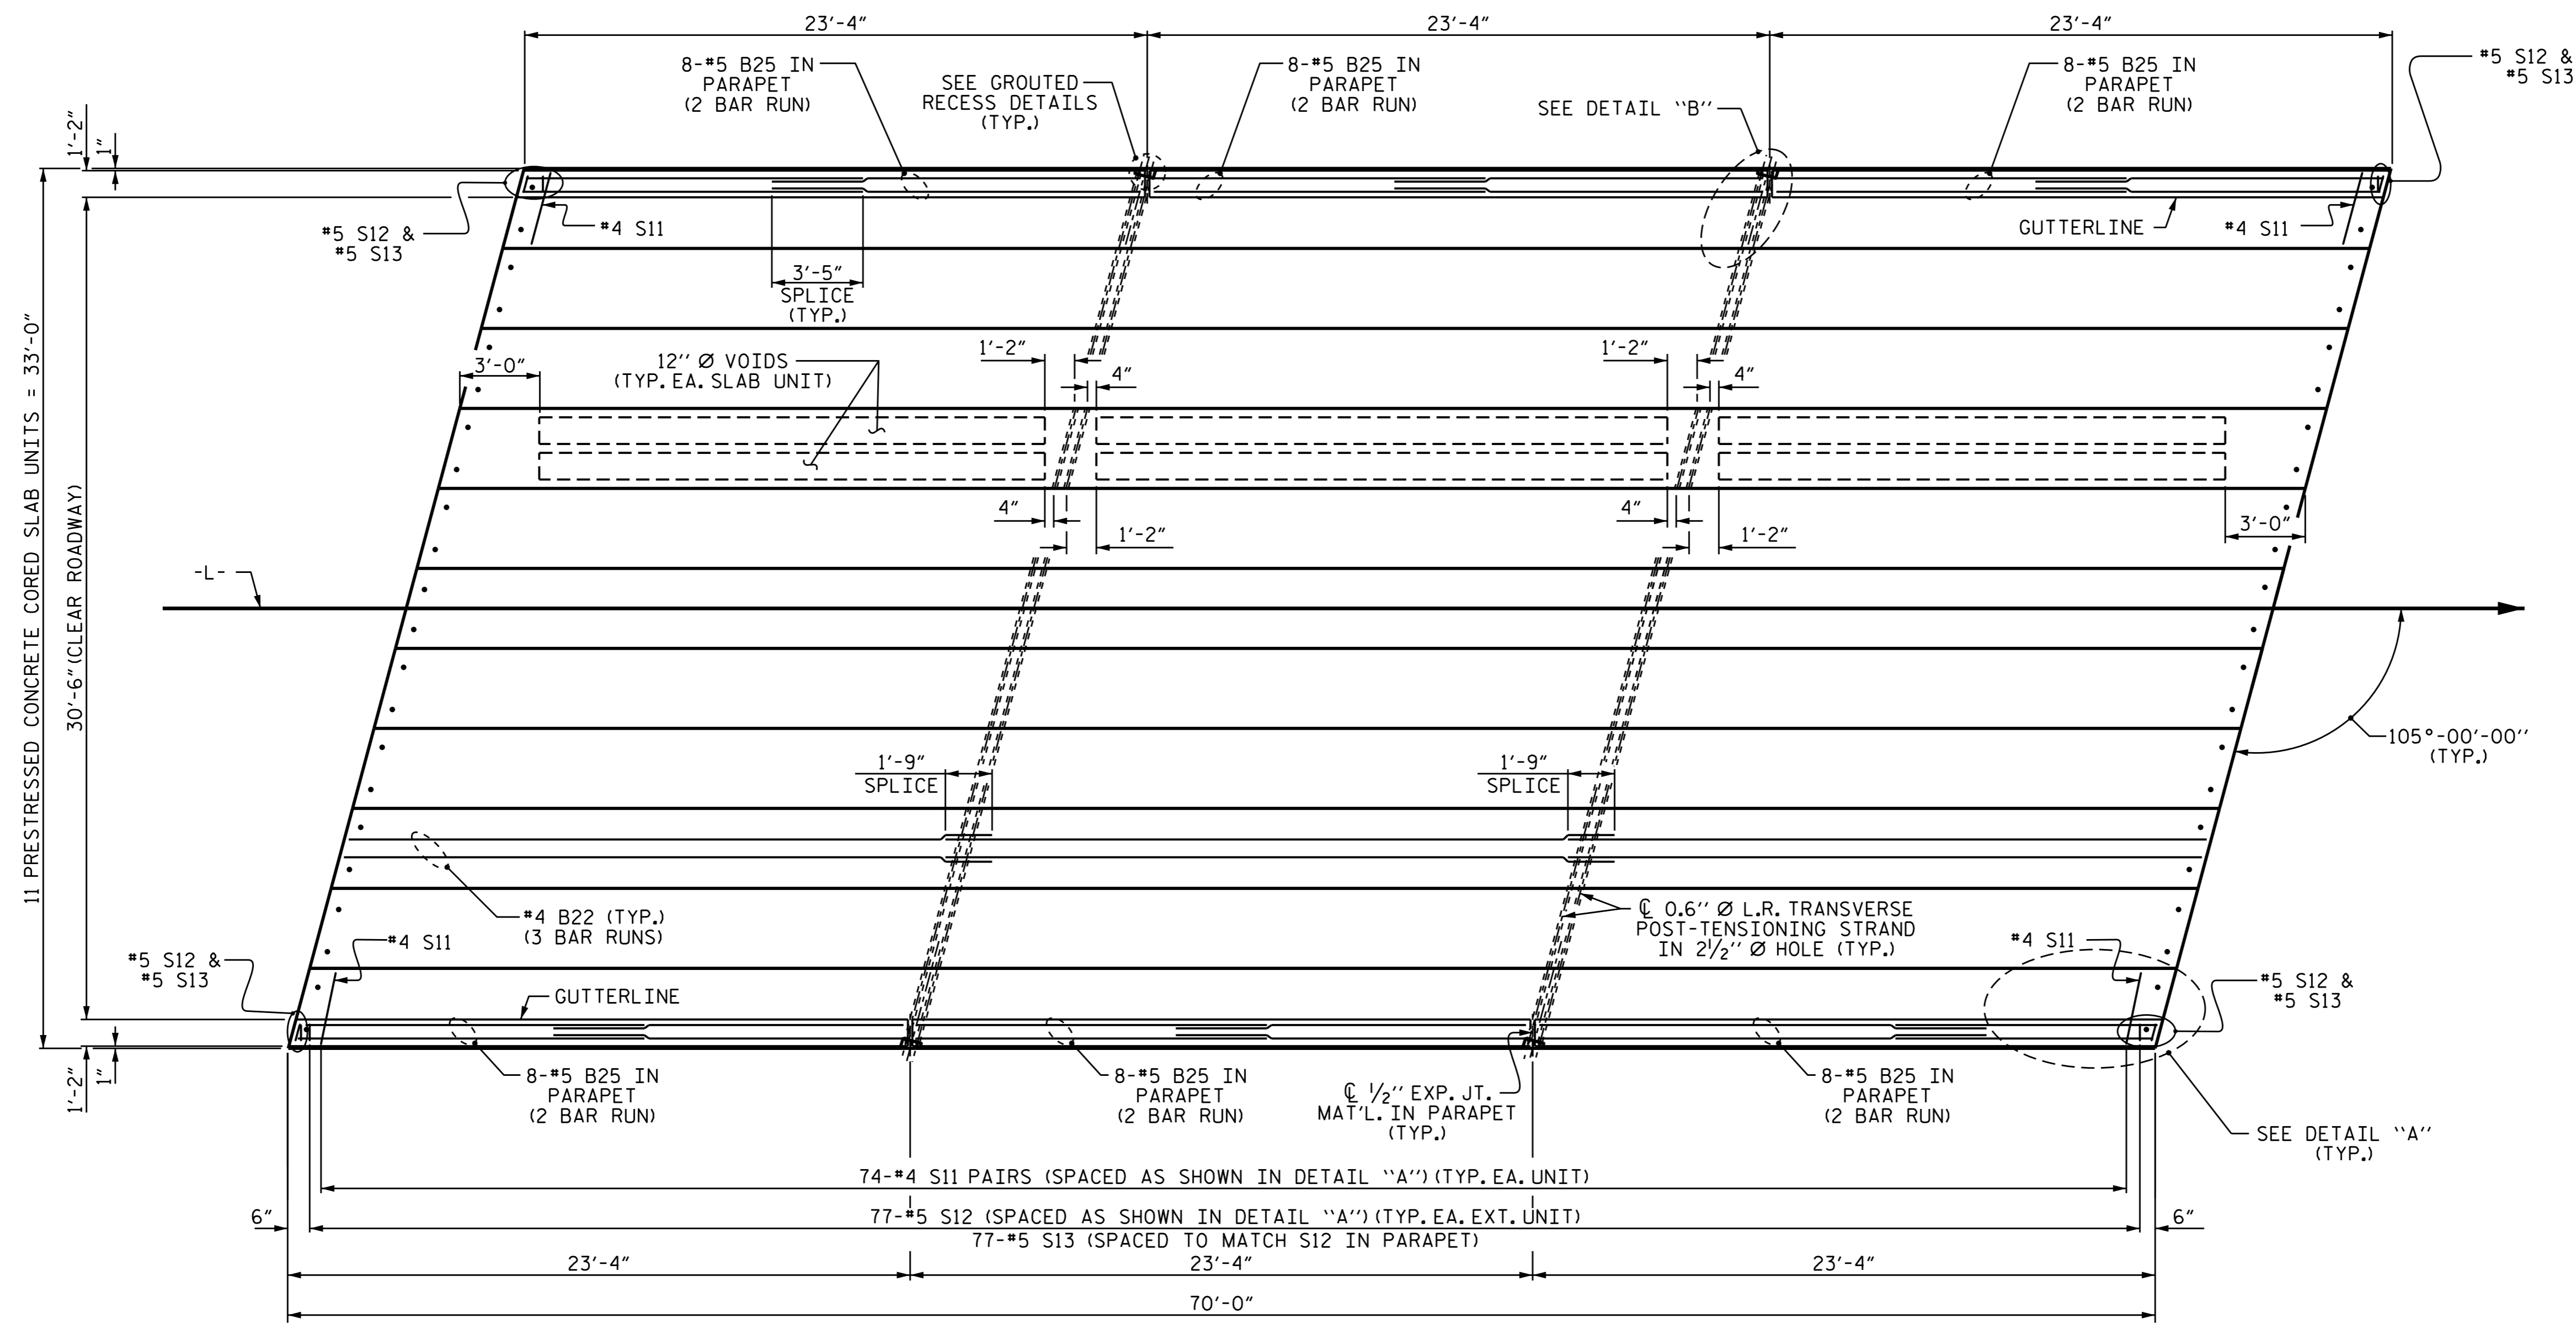 23'-4"
23'-4"
23'-4"
8-#5 B25 IN
PARAPET
(2 BAR RUN)
SEE GROUTED
RECESS DETAILS
(TYP.)
8-#5 B25 IN
PARAPET
(2 BAR RUN)
SEE DETAIL "B"
8-#5 B25 IN
PARAPET
(2 BAR RUN)
#5 S12 &
#5 S13
1'-2"
1"
#5 S12 &
#5 S13
#4 S11
GUTTERLINE
#4 S11
3'-5"
SPLICE
(TYP.)
11 PRESTRESSED CONCRETE CORED SLAB UNITS = 33'-0"
30'-6" (CLEAR ROADWAY)
3'-0"
12'' Ø VOIDS
(TYP. EA. SLAB UNIT)
1'-2"
4"
1'-2"
4"
4"
1'-2"
4"
1'-2"
3'-0"
-L-
105°-00'-00''
(TYP.)
1'-9"
SPLICE
1'-9"
SPLICE
#4 B22 (TYP.)
(3 BAR RUNS)
℄ 0.6'' Ø L.R. TRANSVERSE
POST-TENSIONING STRAND
IN 2½'' Ø HOLE (TYP.)
#5 S12 &
#5 S13
#4 S11
GUTTERLINE
#4 S11
#5 S12 &
#5 S13
1'-2"
1"
8-#5 B25 IN
PARAPET
(2 BAR RUN)
8-#5 B25 IN
PARAPET
(2 BAR RUN)
℄ ½'' EXP. JT.
MAT'L. IN PARAPET
(TYP.)
8-#5 B25 IN
PARAPET
(2 BAR RUN)
SEE DETAIL "A"
(TYP.)
74-#4 S11 PAIRS (SPACED AS SHOWN IN DETAIL "A") (TYP. EA. UNIT)
6"
77-#5 S12 (SPACED AS SHOWN IN DETAIL "A") (TYP. EA. EXT. UNIT)
6"
77-#5 S13 (SPACED TO MATCH S12 IN PARAPET)
23'-4"
23'-4"
23'-4"
70'-0"